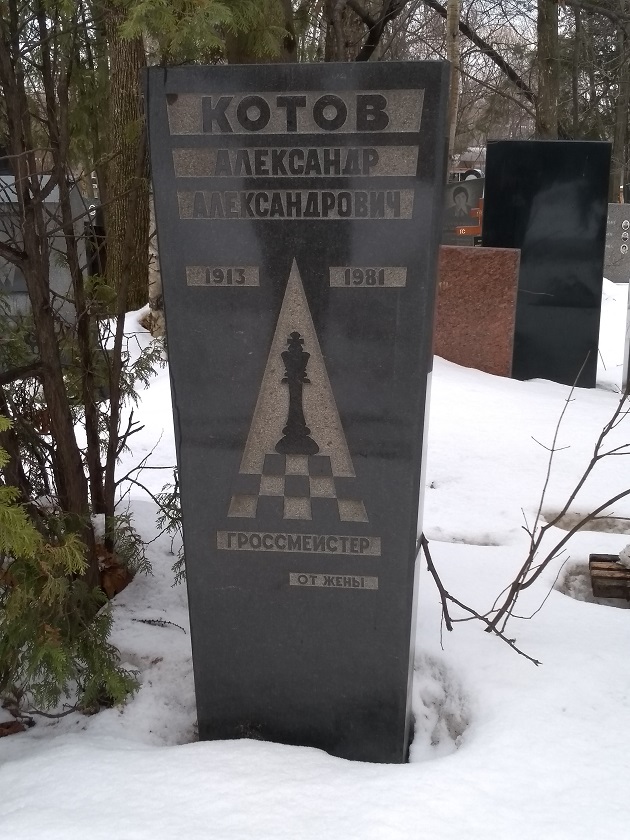 КОТОВ
АЛЕКСАНДР
АЛЕКСАНДРОВИЧ
1913 1981
ГРОССМЕЙСТЕР
ОТ ЖЕНЫ